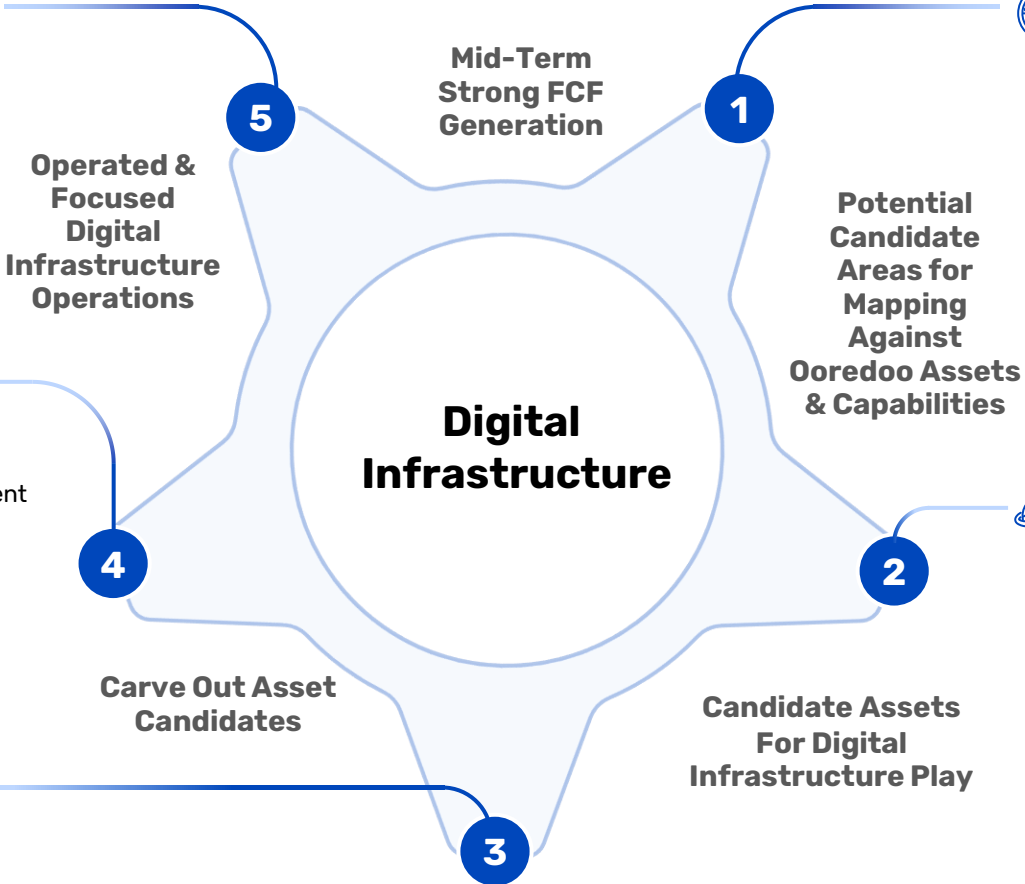 5
Mid-Term
Strong FCF
Generation
1
Operated &
Focused
Digital
Infrastructure
Operations
Potential
Candidate
Areas for
Mapping
Against
Ooredoo Assets
& Capabilities
Digital
Infrastructure
ent
4
2
Carve Out Asset
Candidates
Candidate Assets
For Digital
Infrastructure Play
3